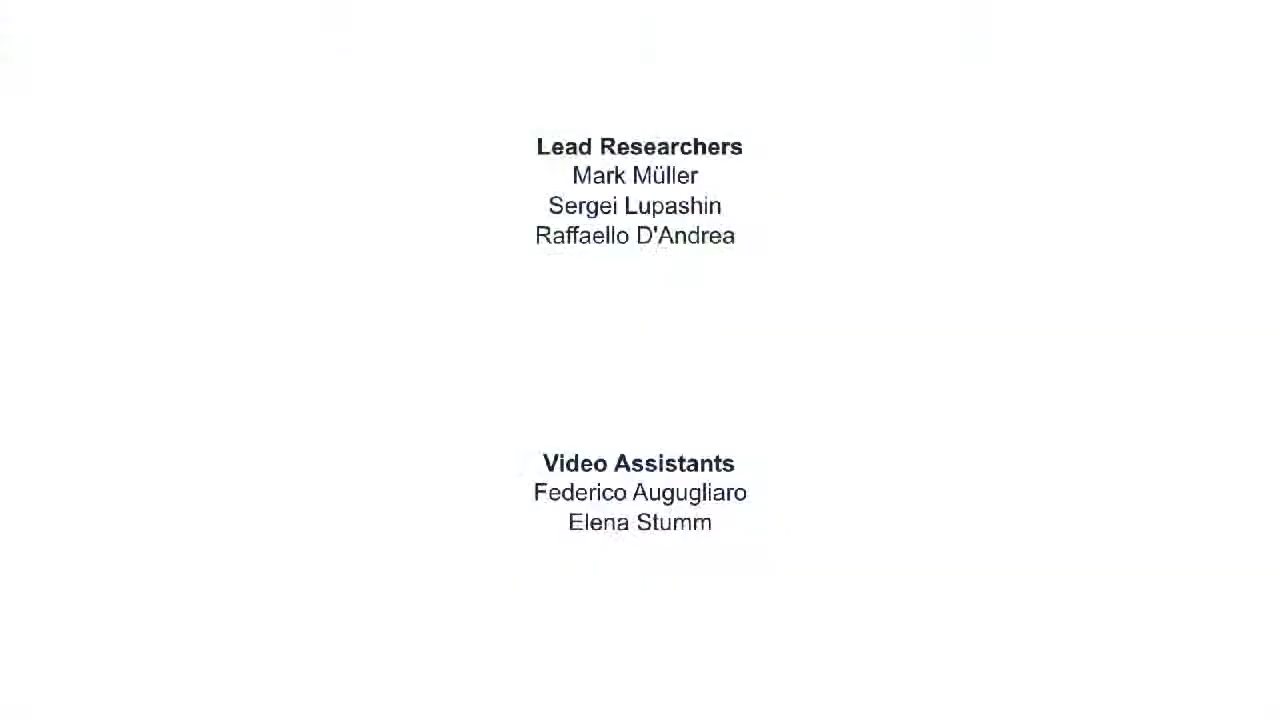 Lead Researchers
Mark Müller
Sergei Lupashin
Raffaello D'Andrea
Video Assistants
Federico Augugliaro
Elena Stumm